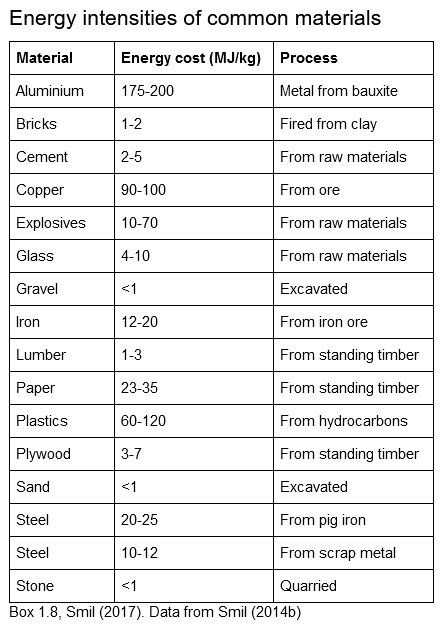 Energy intensities of common materials
Material Energy cost (MJ/kg) Process
Aluminium 175-200 Metal from bauxite
Bricks 1-2 Fired from clay
Cement 2-5 From raw materials
Copper 90-100 From ore
Explosives 10-70 From raw materials
Glass 4-10 From raw materials
Gravel <1 Excavated
Iron 12-20 From iron ore
Lumber 1-3 From standing timber
Paper 23-35 From standing timber
Plastics 60-120 From hydrocarbons
Plywood 3-7 From standing timber
Sand <1 Excavated
Steel 20-25 From pig iron
Steel 10-12 From scrap metal
Stone <1 Quarried
Box 1.8, Smil (2017). Data from Smil (2014b)